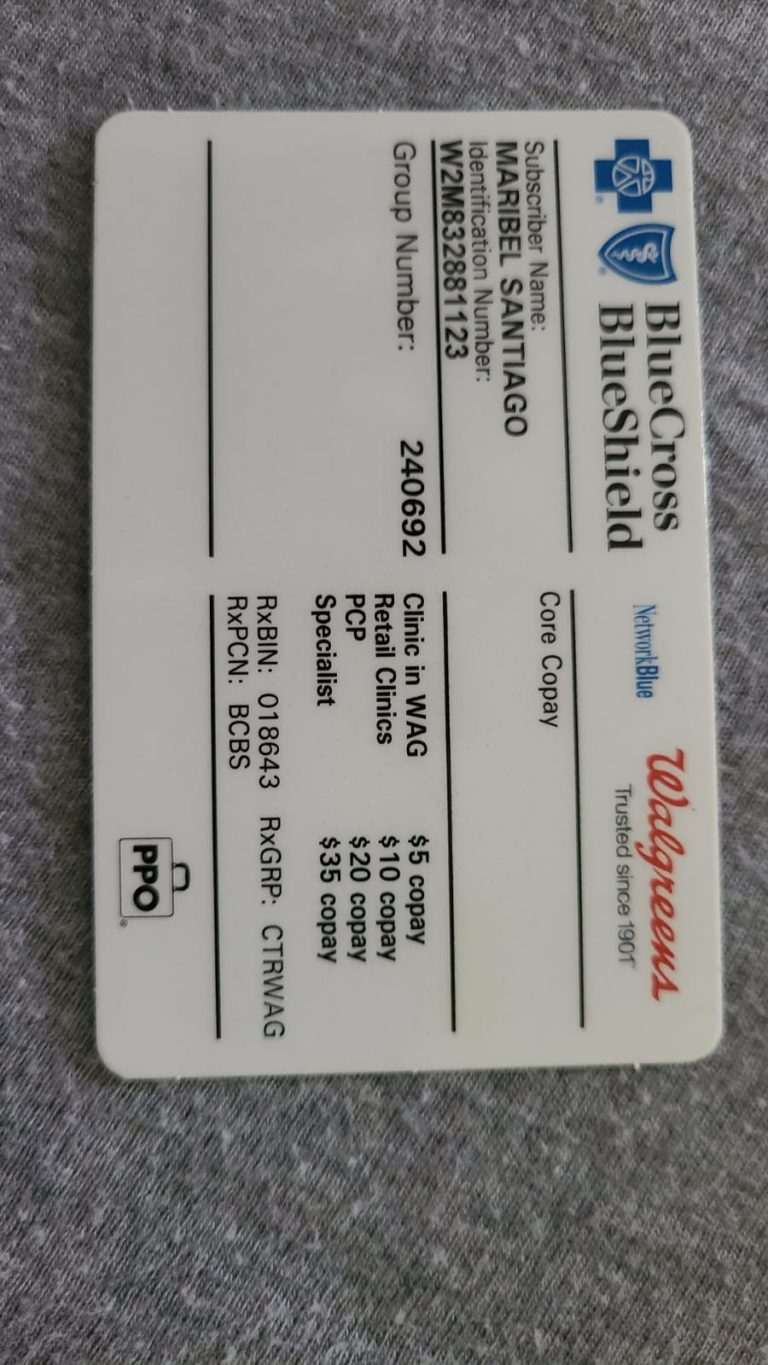 BlueCross
BlueShield
NetworkBlue
Walgreens
Trusted since 1901
Subscriber Name:
MARIBEL SANTIAGO
Identification Number:
W2M832881123
Group Number: 240692
Core Copay
Clinic in WAG $5 copay
Retail Clinics $10 copay
PCP $20 copay
Specialist $35 copay
RxBIN: 018643 RxGRP: CTRWAG
RxPCN: BCBS
PPO